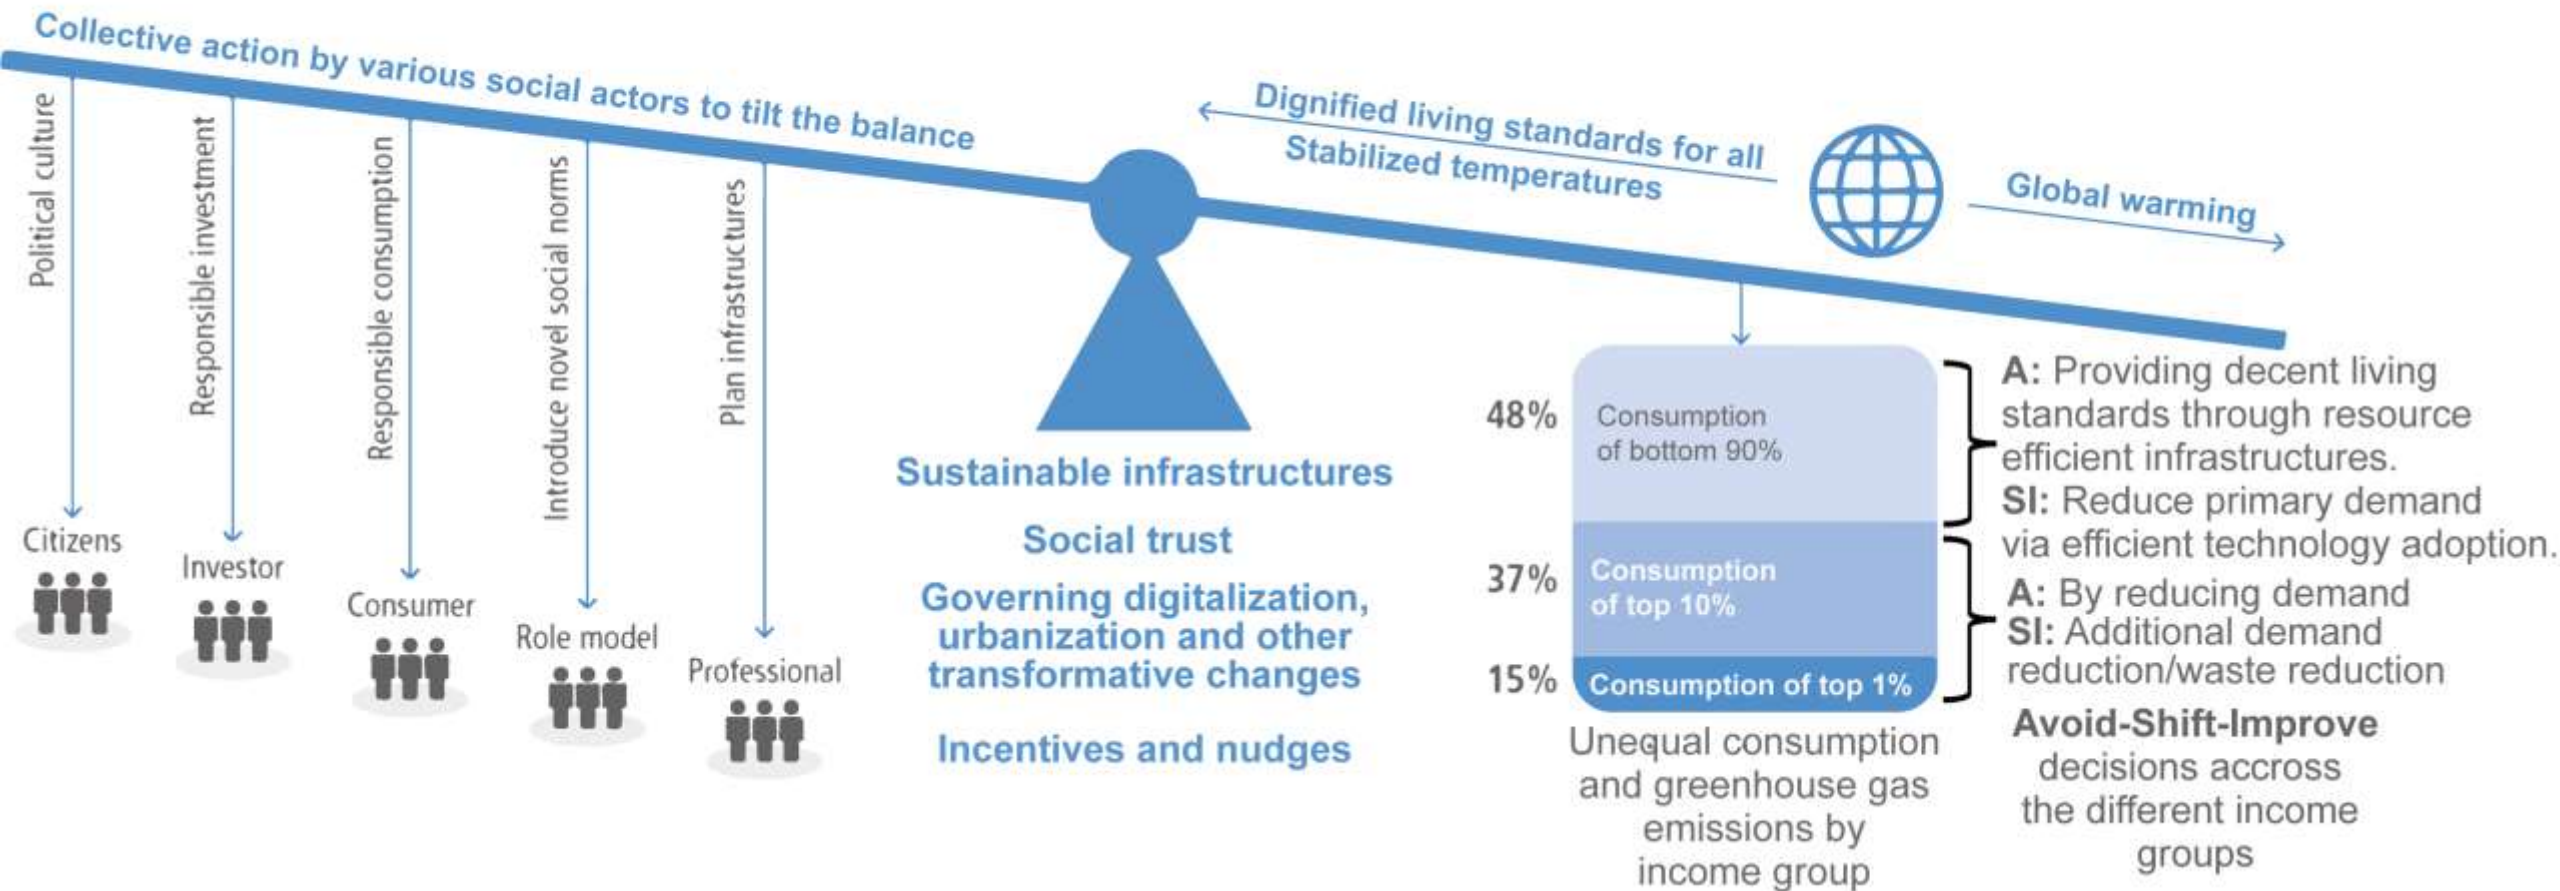 Collective action by various social actors to tilt the balance
Political culture
Responsible investment
Responsible consumption
Introduce novel social norms
Plan infrastructures
Citizens
Investor
Consumer
Role model
Professional
Sustainable infrastructures
Social trust
Governing digitalization,
urbanization and other
transformative changes
Incentives and nudges
Dignified living standards for all
Stabilized temperatures
Global warming
48%
Consumption
of bottom 90%
37%
Consumption
of top 10%
15%
Consumption of top 1%
Unequal consumption
and greenhouse gas
emissions by
income group
A: Providing decent living
standards through resource
efficient infrastructures.
SI: Reduce primary demand
via efficient technology adoption.
A: By reducing demand
SI: Additional demand
reduction/waste reduction
Avoid-Shift-Improve
decisions accross
the different income
groups